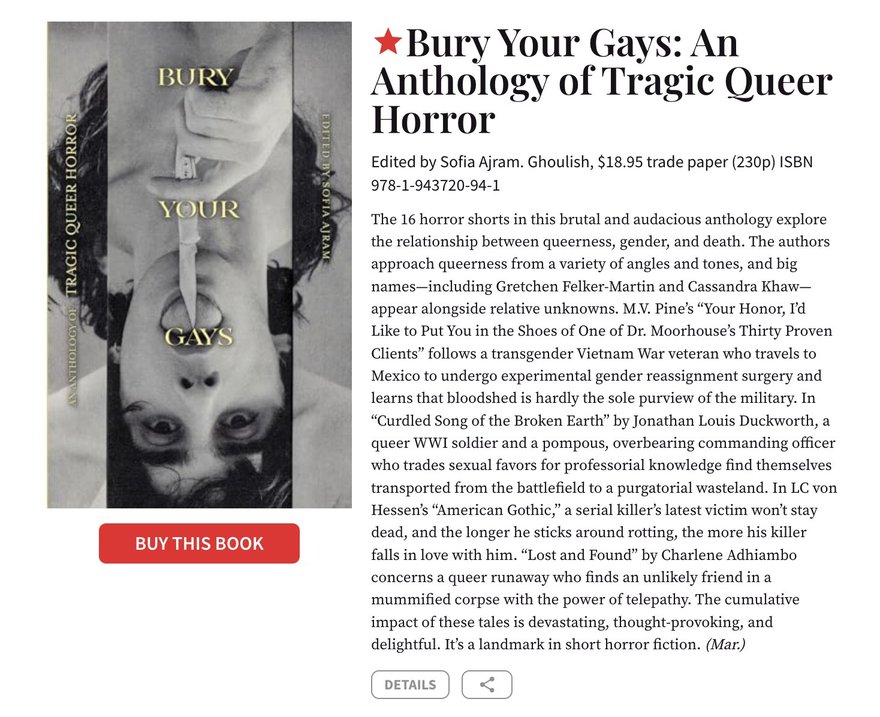 BURY
YOUR
GAYS
AN ANTHOLOGY OF TRAGIC QUEER HORROR
EDITED BY SOFIA AJRAM
BUY THIS BOOK
Bury Your Gays: An
Anthology of Tragic Queer
Horror
Edited by Sofia Ajram. Ghoulish, $18.95 trade paper (230p) ISBN
978-1-943720-94-1
The 16 horror shorts in this brutal and audacious anthology explore
the relationship between queerness, gender, and death. The authors
approach queerness from a variety of angles and tones, and big
names—including Gretchen Felker-Martin and Cassandra Khaw—
appear alongside relative unknowns. M.V. Pine’s “Your Honor, I’d
Like to Put You in the Shoes of One of Dr. Moorhouse’s Thirty Proven
Clients” follows a transgender Vietnam War veteran who travels to
Mexico to undergo experimental gender reassignment surgery and
learns that bloodshed is hardly the sole purview of the military. In
“Curdled Song of the Broken Earth” by Jonathan Louis Duckworth, a
queer WWI soldier and a pompous, overbearing commanding officer
who trades sexual favors for professorial knowledge find themselves
transported from the battlefield to a purgatorial wasteland. In LC von
Hessen’s “American Gothic,” a serial killer’s latest victim won’t stay
dead, and the longer he sticks around rotting, the more his killer
falls in love with him. “Lost and Found” by Charlene Adhiambo
concerns a queer runaway who finds an unlikely friend in a
mummified corpse with the power of telepathy. The cumulative
impact of these tales is devastating, thought-provoking, and
delightful. It’s a landmark in short horror fiction. (Mar.)
DETAILS